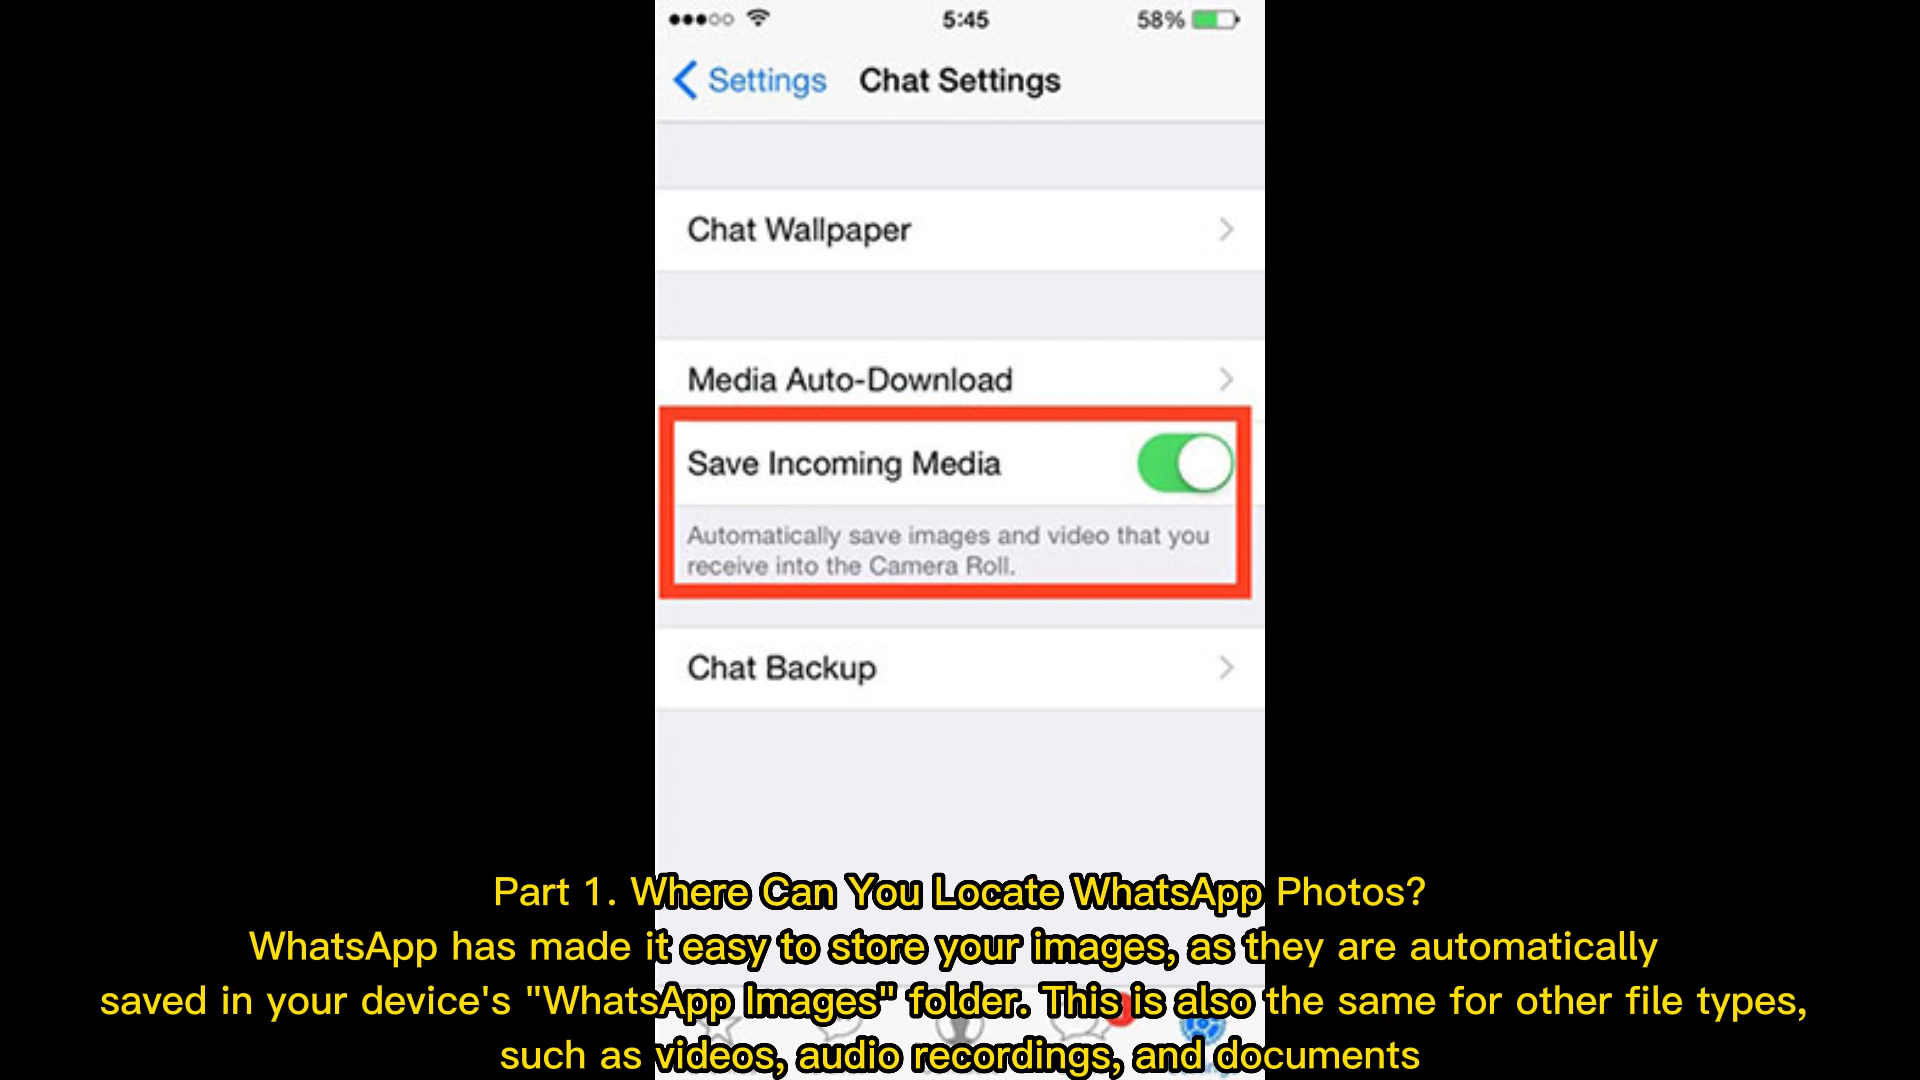 5:45
58%
Settings
Chat Settings
Chat Wallpaper
Media Auto-Download
Save Incoming Media
Automatically save images and video that you
receive into the Camera Roll.
Chat Backup
Part 1. Where Can You Locate WhatsApp Photos?
WhatsApp has made it easy to store your images, as they are automatically
saved in your device's "WhatsApp Images" folder. This is also the same for other file types,
such as videos, audio recordings, and documents